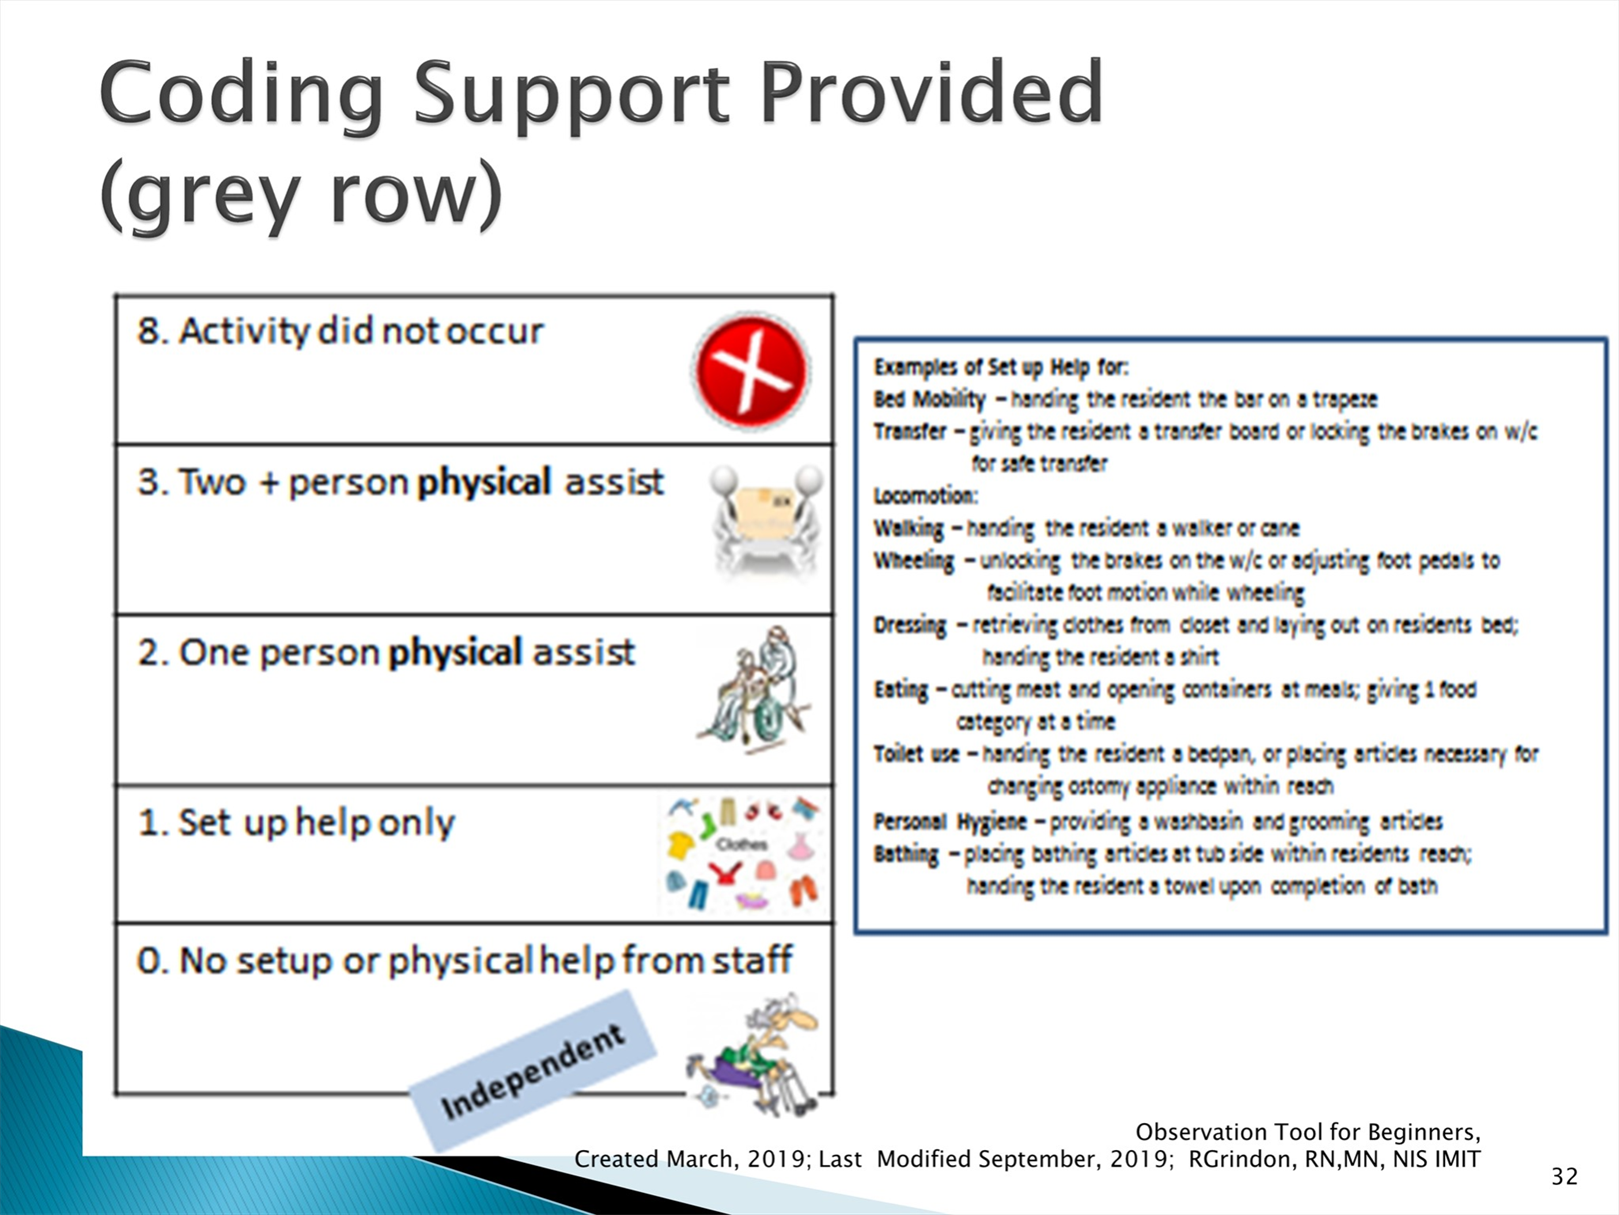 Coding Support Provided
(grey row)
8. Activity did not occur
3. Two + person physical assist
2. One person physical assist
1. Set up help only
Clothes
0. No setup or physical help from staff
Independent
Examples of Set up Help for:
Bed Mobility – handing the resident the bar on a trapeze
Transfer – giving the resident a transfer board or locking the brakes on w/c
for safe transfer
Locomotion:
Walking – handing the resident a walker or cane
Wheeling – unlocking the brakes on the w/c or adjusting foot pedals to
facilitate foot motion while wheeling
Dressing – retrieving clothes from closet and laying out on residents bed;
handing the resident a shirt
Eating – cutting meat and opening containers at meals; giving 1 food
category at a time
Toilet use – handing the resident a bedpan, or placing articles necessary for
changing ostomy appliance within reach
Personal Hygiene – providing a washbasin and grooming articles
Bathing – placing bathing articles at tub side within residents reach;
handing the resident a towel upon completion of bath
Observation Tool for Beginners,
Created March, 2019; Last Modified September, 2019; RGrindon, RN,MN, NIS IMIT
32